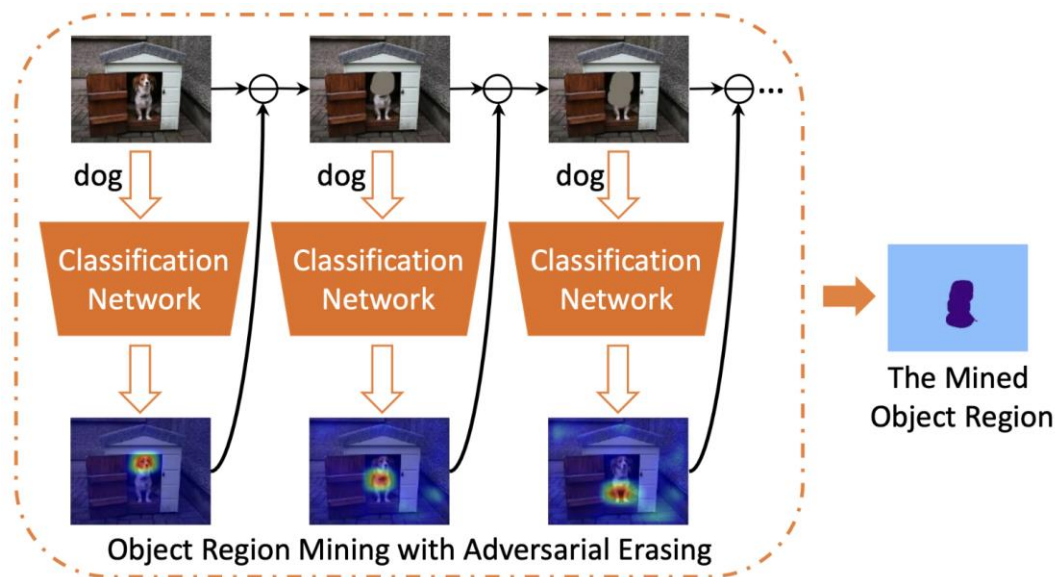 dog
dog
dog
Classification
Network
Classification
Network
Classification
Network
...
The Mined
Object Region
Object Region Mining with Adversarial Erasing